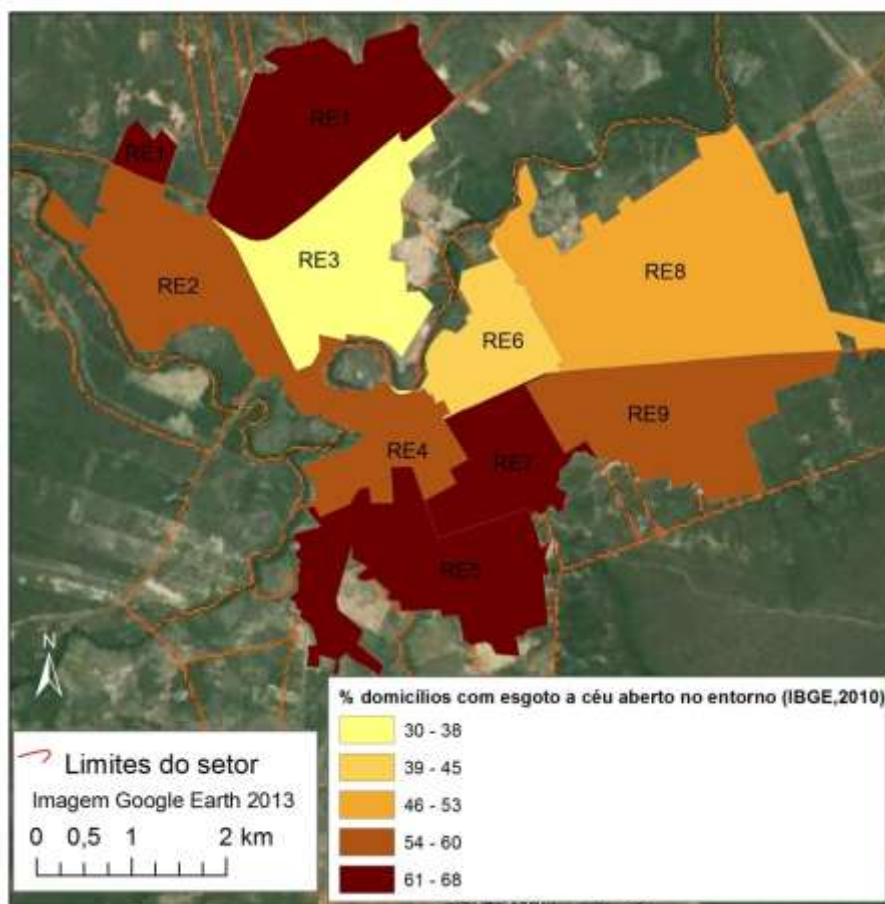 RE1
RE1
RE3
RE2
RE8
RE6
RE9
RE4
RE7
RE5
N
% domicílios com esgoto a céu aberto no entorno (IBGE,2010)
30 - 38
39 - 45
46 - 53
54 - 60
61 - 68
Limites do setor
Imagem Google Earth 2013
0 0,5 1 2 km